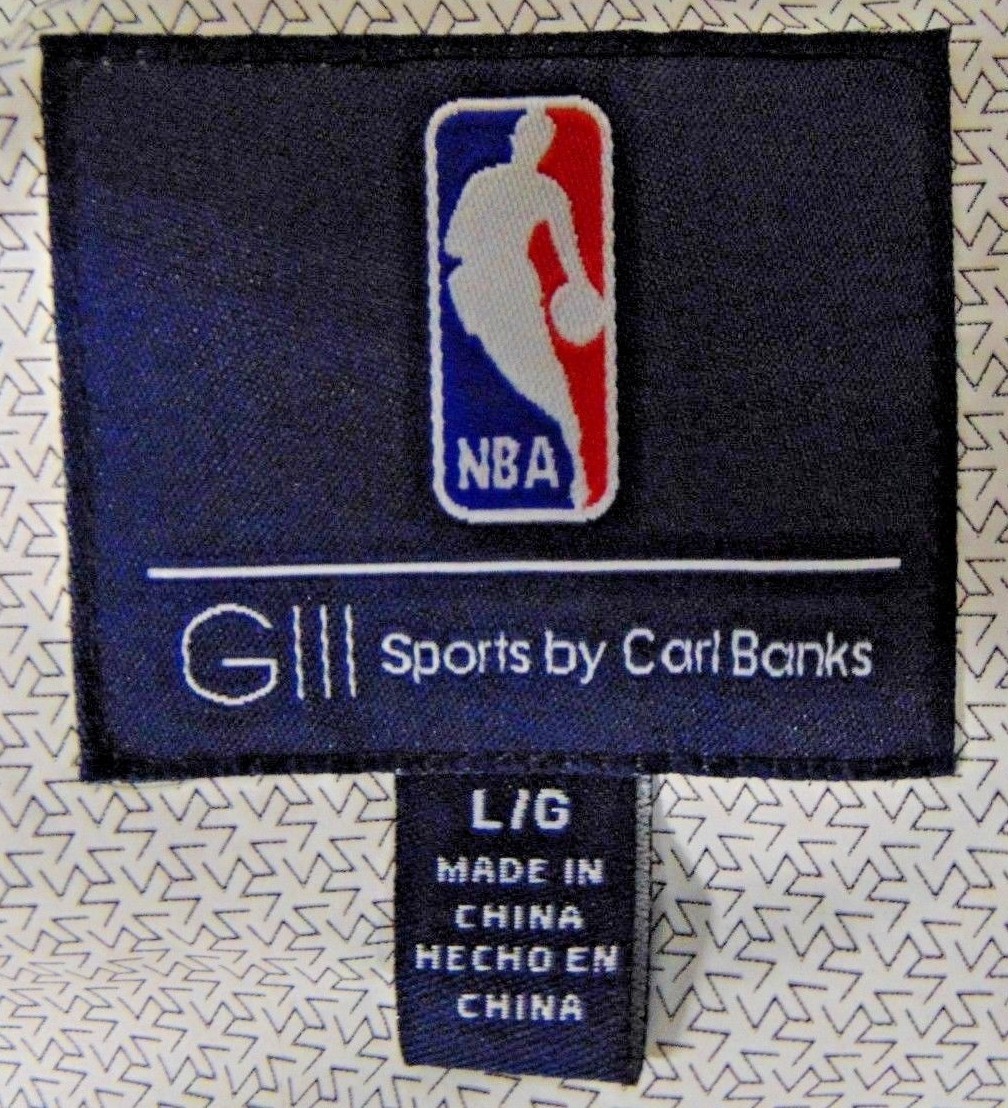 NBA
GIII Sports by Carl Banks
L/G
MADE IN
CHINA
HECHO EN
CHINA